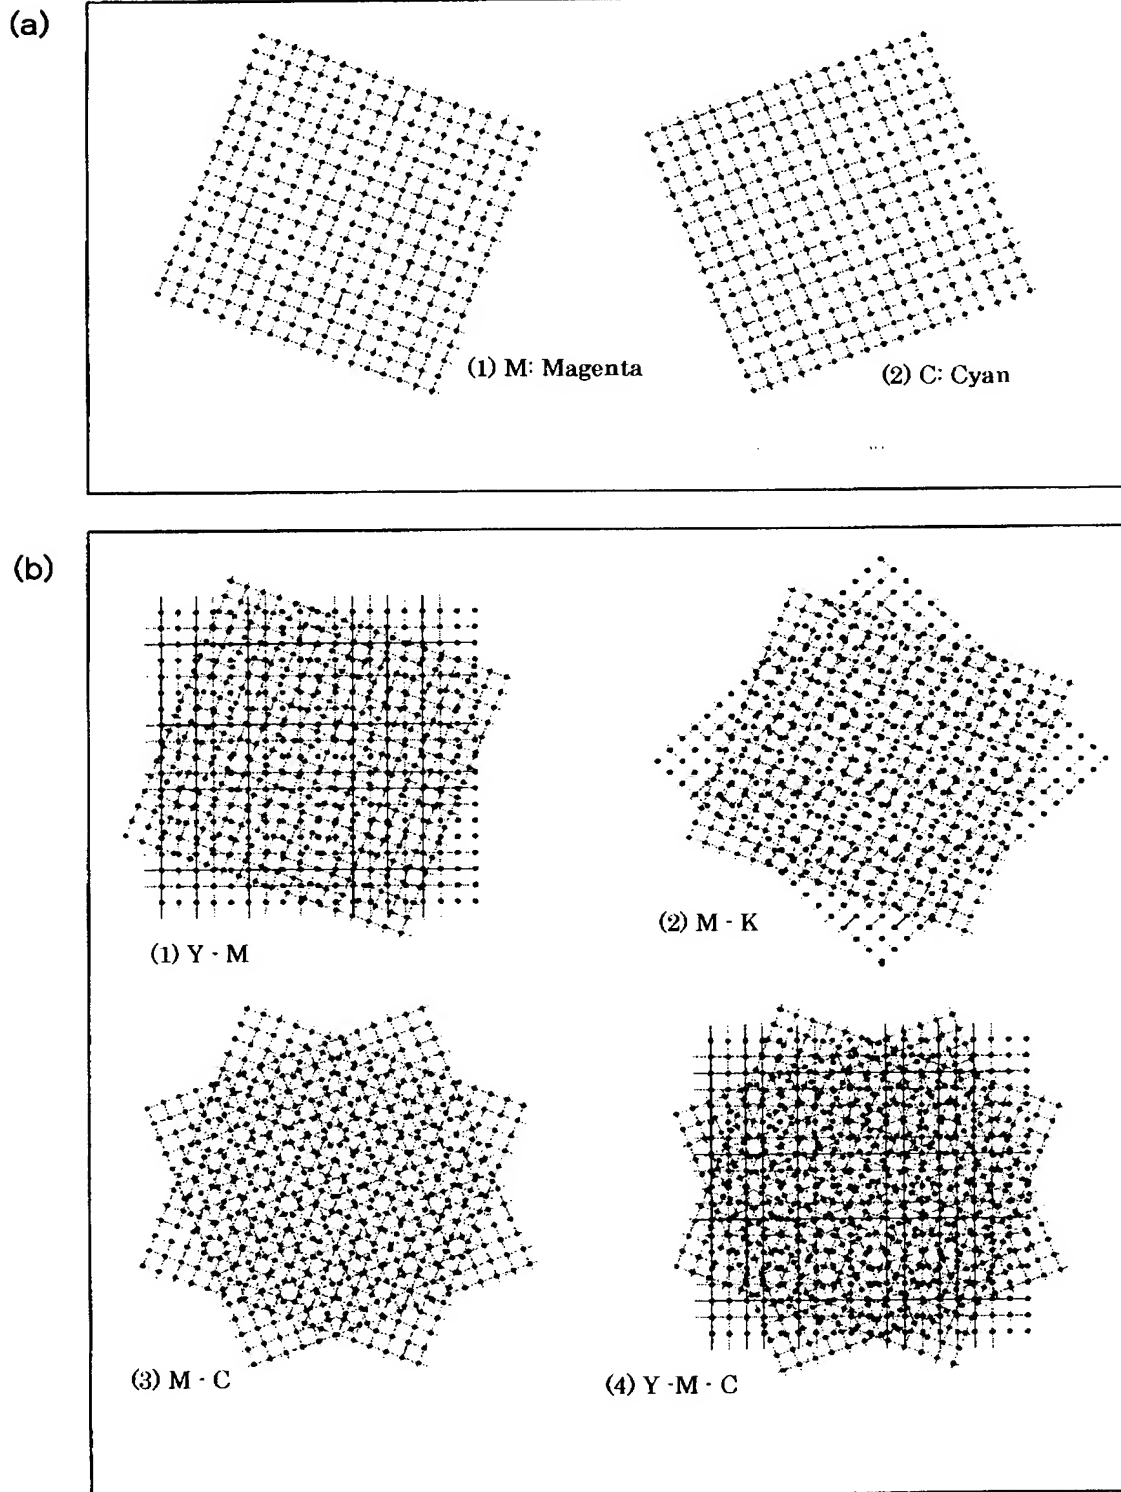 (a)
(1) M: Magenta
(2) C: Cyan
(b)
(1) Y - M
(2) M - K
(3) M - C
(4) Y -M - C